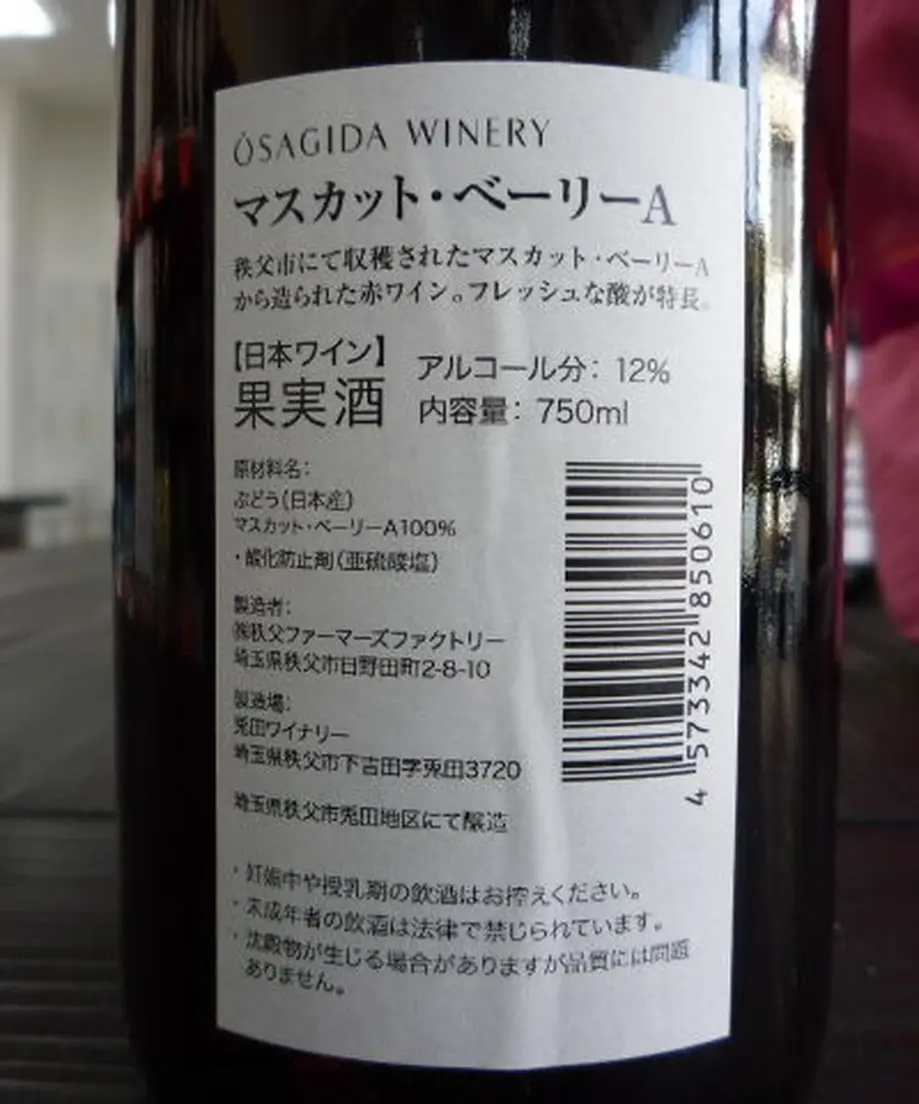 ÙSAGIDA WINERY
マスカット・ベーリーA
秩父市にて収穫されたマスカット・ベーリーA
から造られた赤ワイン。フレッシュな酸が特長。
【日本ワイン】
果実酒
アルコール分：12%
内容量：750ml
原材料名：
ぶどう（日本産）
マスカット・ベーリーA100%
・酸化防止剤（亜硫酸塩）
製造者：
㈱秩父ファーマーズファクトリー
埼玉県秩父市日野田町2-8-10
製造場：
兎田ワイナリー
埼玉県秩父市下吉田字兎田3720
埼玉県秩父市兎田地区にて醸造
4 573342 850610
・妊娠中や授乳期の飲酒はお控えください。
・未成年者の飲酒は法律で禁じられています。
・沈殿物が生じる場合がありますが品質には問題
ありません。